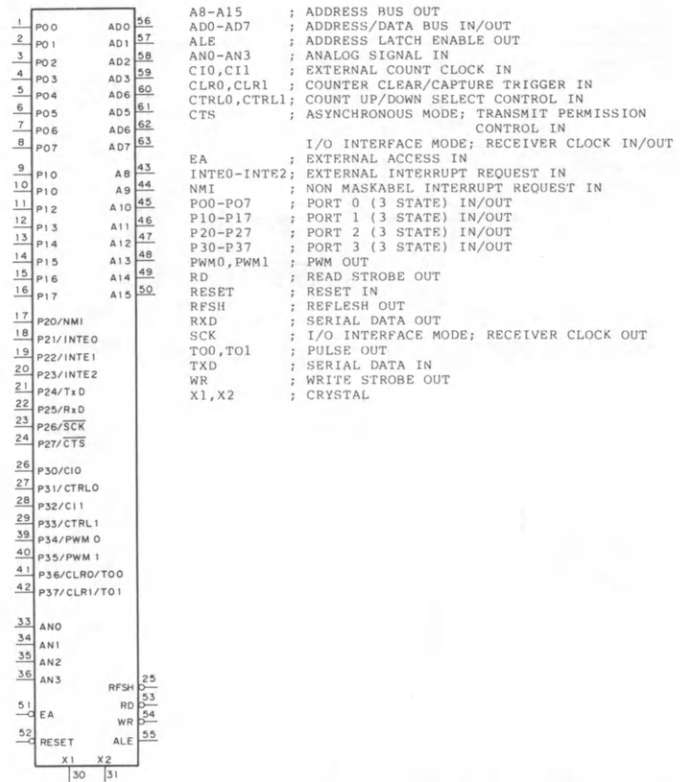 1 P00 AD0 56
2 P01 AD1 57
3 P02 AD2 58
4 P03 AD3 59
5 P04 AD6 60
6 P05 AD5 61
7 P06 AD6 62
8 P07 AD7 63
9 P10 A8 43
10 P10 A9 44
11 P12 A10 45
12 P13 A11 46
13 P14 A12 47
14 P15 A13 48
15 P16 A14 49
16 P17 A15 50
17 P20/NMI
18 P21/INTE0
19 P22/INTE1
20 P23/INTE2
21 P24/TxD
22 P25/RxD
23 P26/SCK
24 P27/CTS
26 P30/CI0
27 P31/CTRL0
28 P32/CI1
29 P33/CTRL1
39 P34/PWM 0
40 P35/PWM 1
41 P36/CLR0/TO0
42 P37/CLR1/TO1
33 AN0
34 AN1
35 AN2
36 AN3
RFSH 25
RD 53
51 EA WR 54
52 RESET ALE 55
X1 X2
30 31
A8-A15 ; ADDRESS BUS OUT
AD0-AD7 ; ADDRESS/DATA BUS IN/OUT
ALE ; ADDRESS LATCH ENABLE OUT
AN0-AN3 ; ANALOG SIGNAL IN
CI0,CI1 ; EXTERNAL COUNT CLOCK IN
CLR0,CLR1 ; COUNTER CLEAR/CAPTURE TRIGGER IN
CTRL0,CTRL1; COUNT UP/DOWN SELECT CONTROL IN
CTS ; ASYNCHRONOUS MODE; TRANSMIT PERMISSION
CONTROL IN
I/O INTERFACE MODE; RECEIVER CLOCK IN/OUT
EA ; EXTERNAL ACCESS IN
INTE0-INTE2; EXTERNAL INTERRUPT REQUEST IN
NMI ; NON MASKABEL INTERRUPT REQUEST IN
P00-P07 ; PORT 0 (3 STATE) IN/OUT
P10-P17 ; PORT 1 (3 STATE) IN/OUT
P20-P27 ; PORT 2 (3 STATE) IN/OUT
P30-P37 ; PORT 3 (3 STATE) IN/OUT
PWM0,PWM1 ; PWM OUT
RD ; READ STROBE OUT
RESET ; RESET IN
RFSH ; REFLESH OUT
RXD ; SERIAL DATA OUT
SCK ; I/O INTERFACE MODE; RECEIVER CLOCK OUT
TO0,TO1 ; PULSE OUT
TXD ; SERIAL DATA IN
WR ; WRITE STROBE OUT
X1,X2 ; CRYSTAL